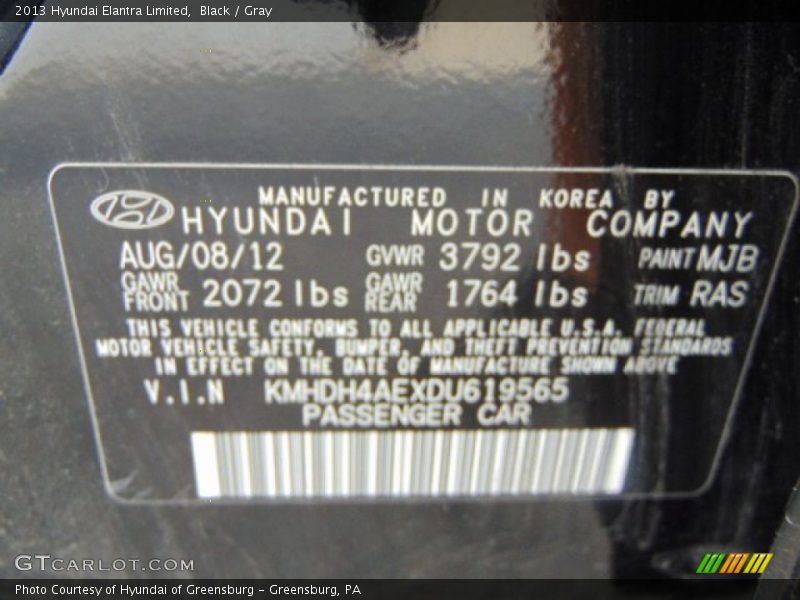 2013 Hyundai Elantra Limited, Black / Gray
MANUFACTURED IN KOREA BY
HYUNDAI MOTOR COMPANY
AUG/08/12 GVWR 3792 lbs PAINT MJB
GAWR FRONT 2072 lbs GAWR REAR 1764 lbs TRIM RAS
THIS VEHICLE CONFORMS TO ALL APPLICABLE U.S.A. FEDERAL
MOTOR VEHICLE SAFETY, BUMPER, AND THEFT PREVENTION STANDARDS
IN EFFECT ON THE DATE OF MANUFACTURE SHOWN ABOVE
V.I.N KMHDH4AEXDU619565
PASSENGER CAR
GTCARLOT.COM
Photo Courtesy of Hyundai of Greensburg - Greensburg, PA